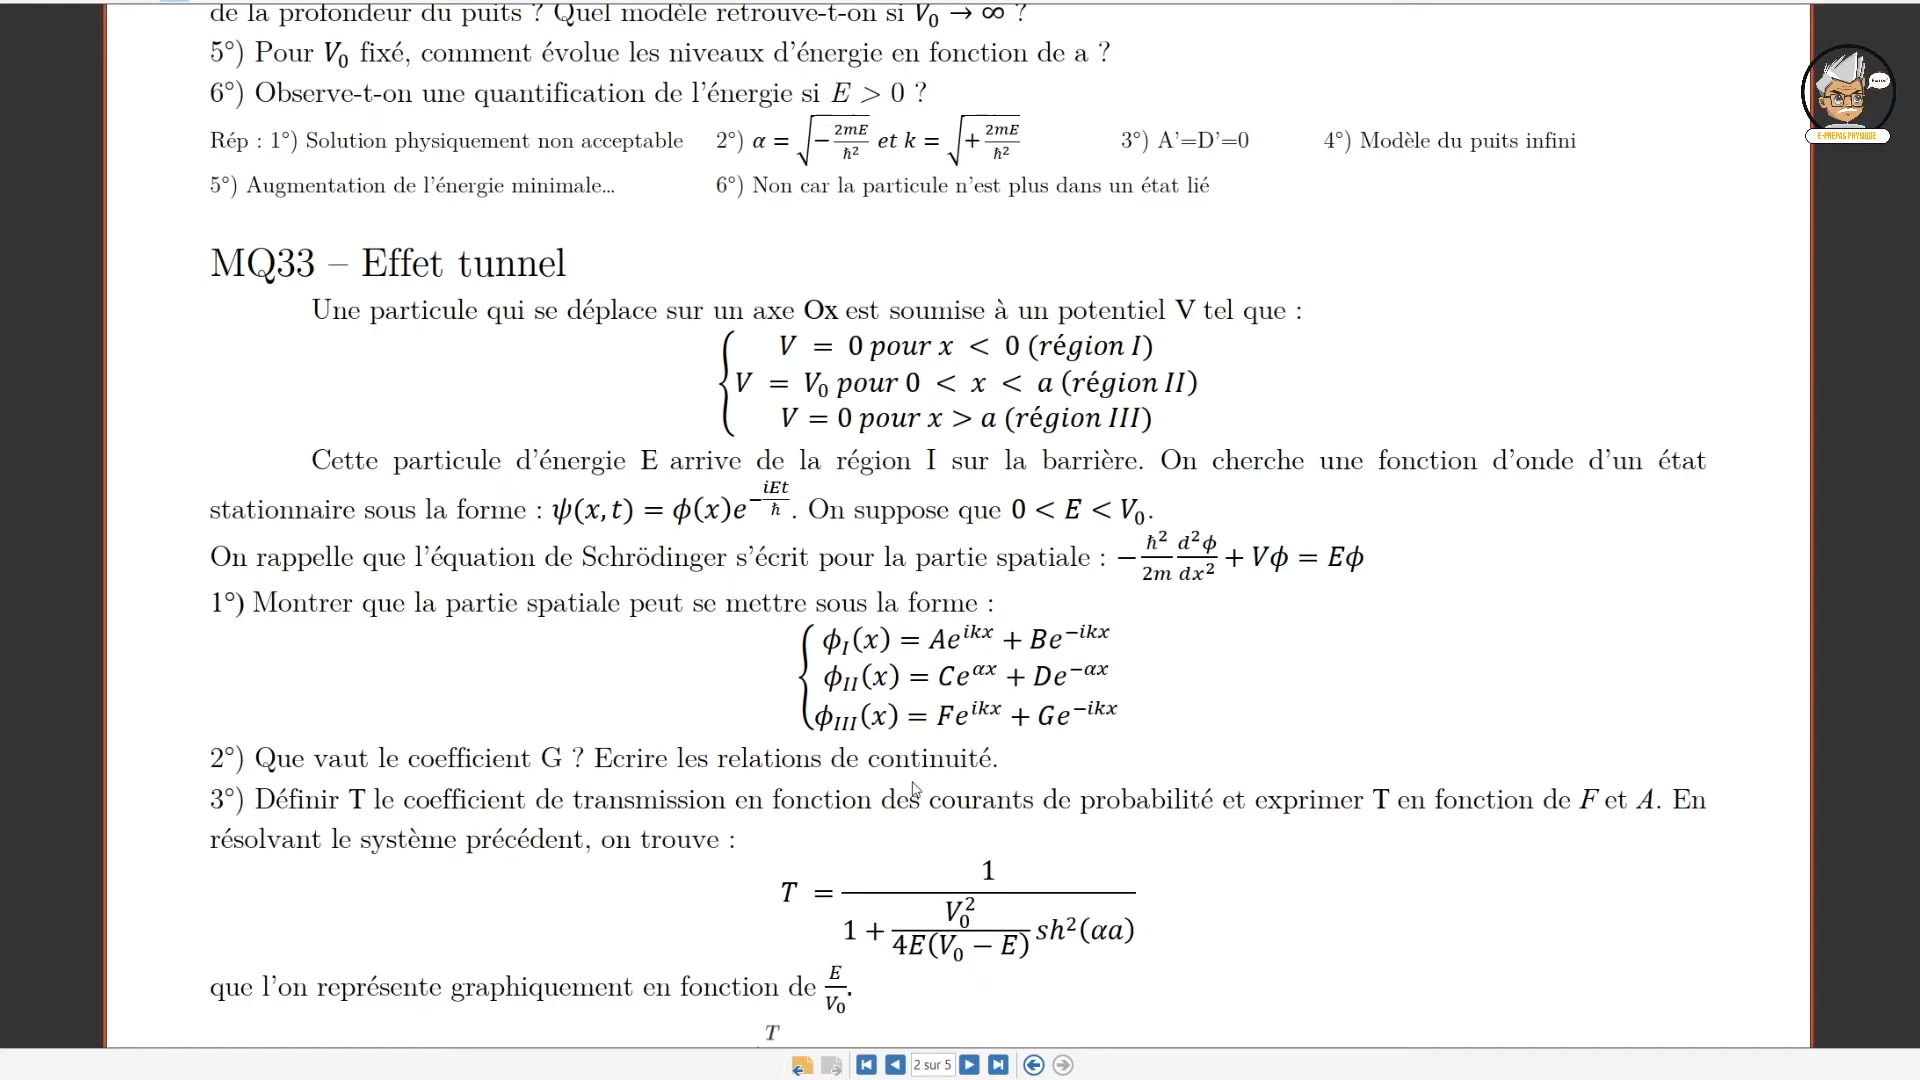 de la profondeur du puits ? Quel modèle retrouve-t-on si V₀ → ∞ ?
5°) Pour V₀ fixé, comment évolue les niveaux d'énergie en fonction de a ?
6°) Observe-t-on une quantification de l'énergie si E > 0 ?
Rép : 1°) Solution physiquement non acceptable 2°) α = √(−2mE/ħ²) et k = √(+2mE/ħ²) 3°) A'=D'=0 4°) Modèle du puits infini
5°) Augmentation de l'énergie minimale... 6°) Non car la particule n'est plus dans un état lié
E-PREPAS PHYSIQUE
MQ33 – Effet tunnel
Une particule qui se déplace sur un axe Ox est soumise à un potentiel V tel que :
V = 0 pour x < 0 (région I)
V = V₀ pour 0 < x < a (région II)
V = 0 pour x > a (région III)
Cette particule d'énergie E arrive de la région I sur la barrière. On cherche une fonction d'onde d'un état
stationnaire sous la forme : ψ(x, t) = ϕ(x)e^(−iEt/ħ). On suppose que 0 < E < V₀.
On rappelle que l'équation de Schrödinger s'écrit pour la partie spatiale : −ħ²/2m d²ϕ/dx² + Vϕ = Eϕ
1°) Montrer que la partie spatiale peut se mettre sous la forme :
ϕ_I(x) = Ae^(ikx) + Be^(−ikx)
ϕ_II(x) = Ce^(αx) + De^(−αx)
ϕ_III(x) = Fe^(ikx) + Ge^(−ikx)
2°) Que vaut le coefficient G ? Ecrire les relations de continuité.
3°) Définir T le coefficient de transmission en fonction des courants de probabilité et exprimer T en fonction de F et A. En
résolvant le système précédent, on trouve :
T = 1/(1 + V₀²/(4E(V₀ − E)) sh²(αa))
que l'on représente graphiquement en fonction de E/V₀.
T
2 sur 5